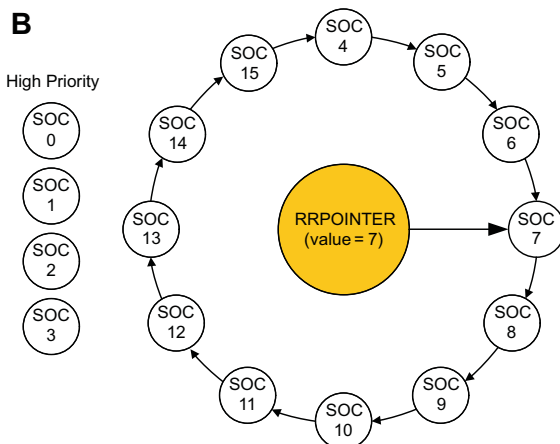 B
High Priority
SOC
0
SOC
1
SOC
2
SOC
3
SOC
4
SOC
5
SOC
6
SOC
7
SOC
8
SOC
9
SOC
10
SOC
11
SOC
12
SOC
13
SOC
14
SOC
15
RRPOINTER
(value = 7)